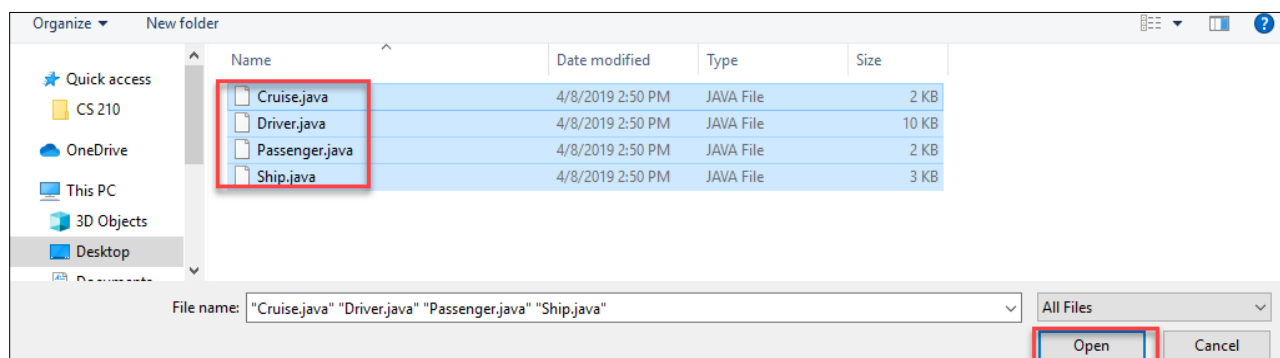 Organize New folder
Name Date modified Type Size
Quick access
CS 210
OneDrive
This PC
3D Objects
Desktop
Documents
Cruise.java 4/8/2019 2:50 PM JAVA File 2 KB
Driver.java 4/8/2019 2:50 PM JAVA File 10 KB
Passenger.java 4/8/2019 2:50 PM JAVA File 2 KB
Ship.java 4/8/2019 2:50 PM JAVA File 3 KB
File name: "Cruise.java" "Driver.java" "Passenger.java" "Ship.java" All Files
Open Cancel